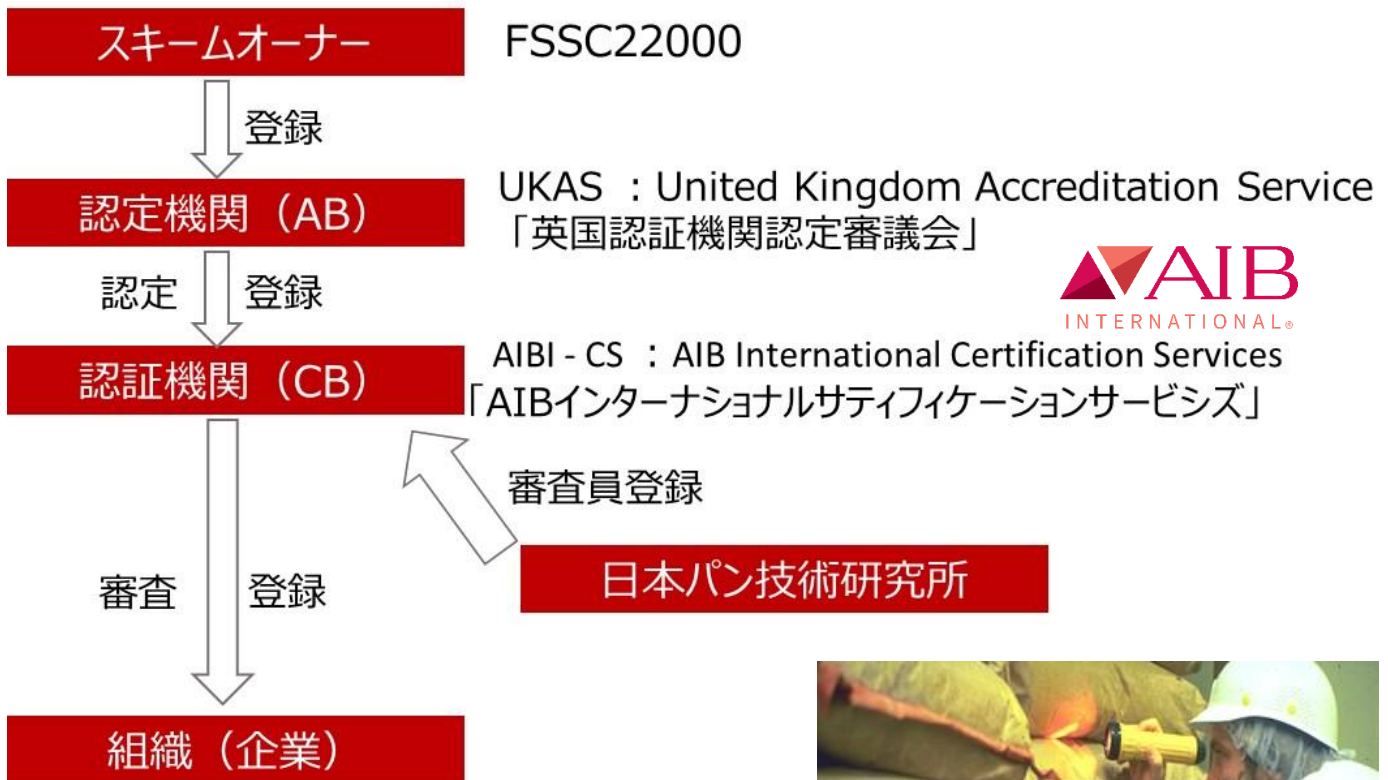 スキームオーナー
FSSC22000
登録
認定機関（AB）
UKAS ：United Kingdom Accreditation Service
「英国認証機関認定審議会」
認定
登録
AIB
INTERNATIONAL®
認証機関（CB）
AIBI - CS ：AIB International Certification Services
「AIBインターナショナルサティフィケーションサービシズ」
審査員登録
日本パン技術研究所
審査
登録
組織（企業）